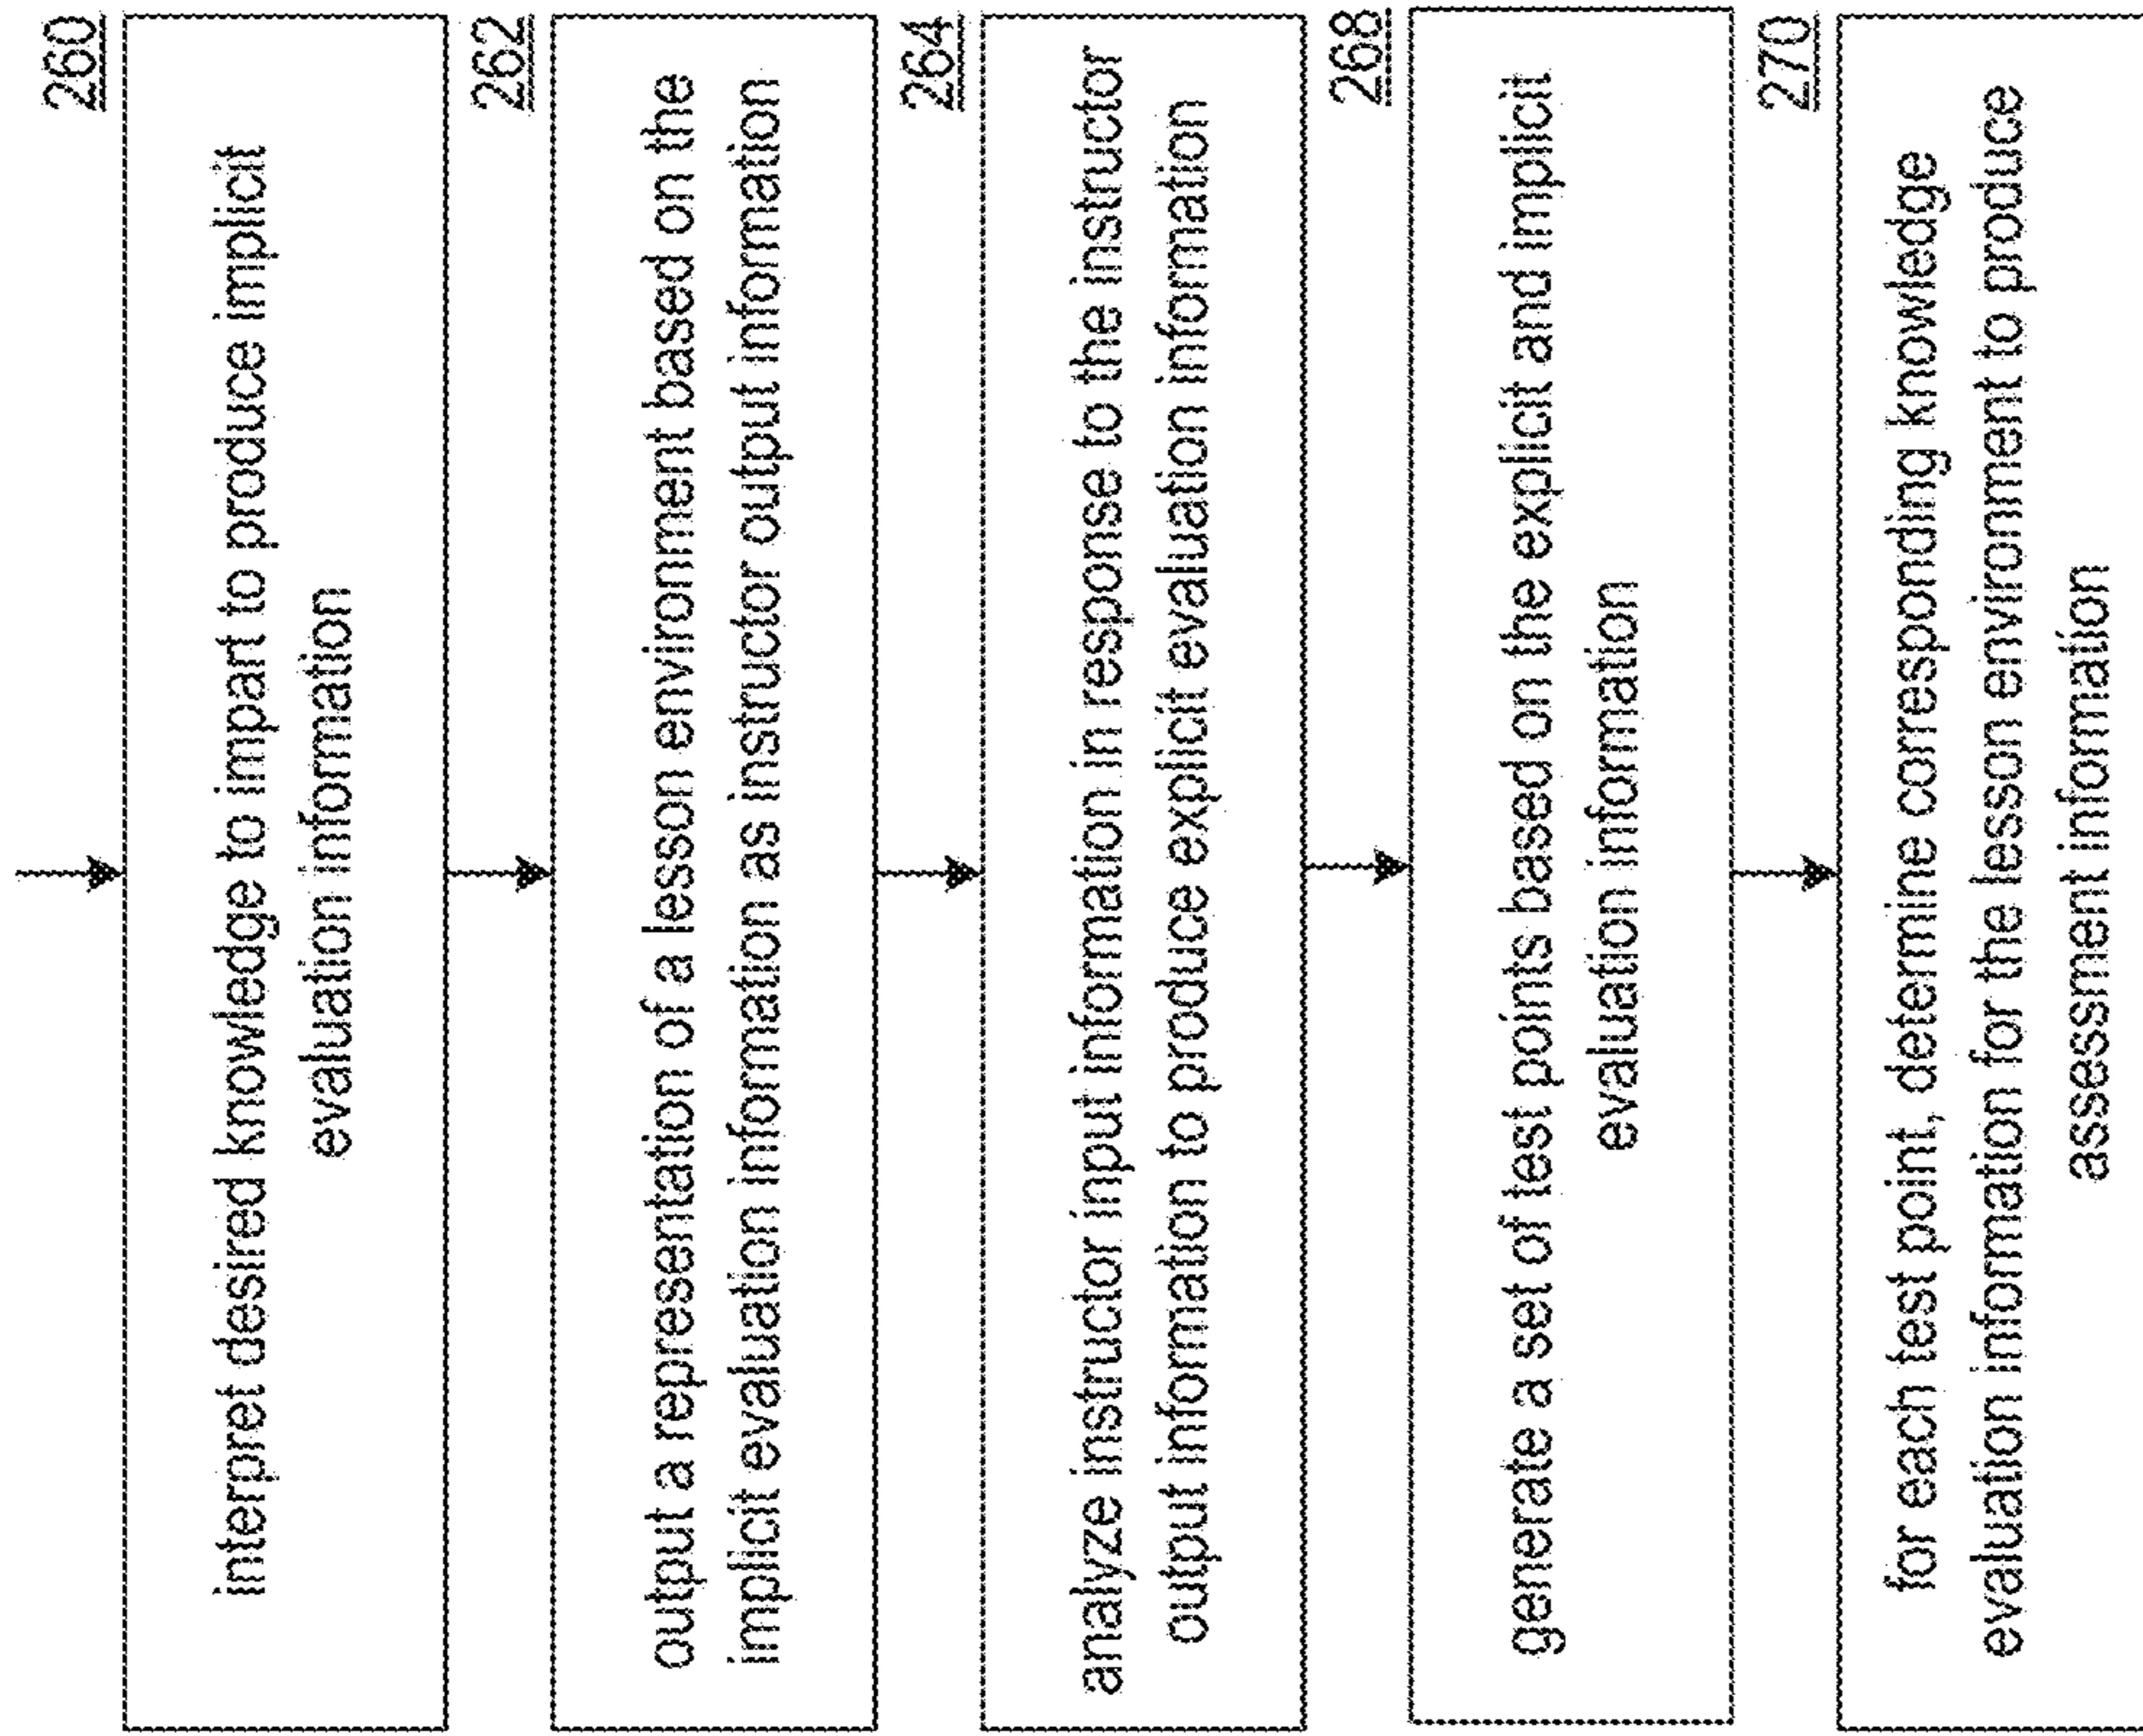 260
interpret desired knowledge to impart to produce implicit
evaluation information
262
output a representation of a lesson environment based on the
implicit evaluation information as instructor output information
264
analyze instructor input information in response to the instructor
output information to produce explicit evaluation information
268
generate a set of test points based on the explicit and implicit
evaluation information
270
for each test point, determine corresponding knowledge
evaluation information for the lesson environment to produce
assessment information